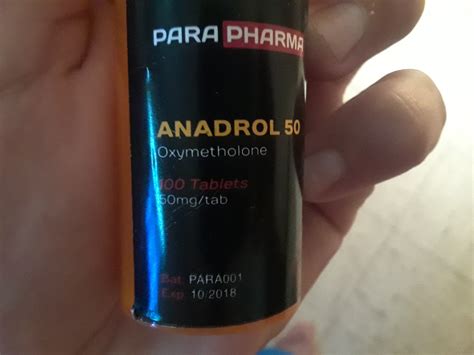 PARA PHARMA
ANADROL 50
Oxymetholone
100 Tablets
50mg/tab
Bat. PARA001
Exp. 10/2018